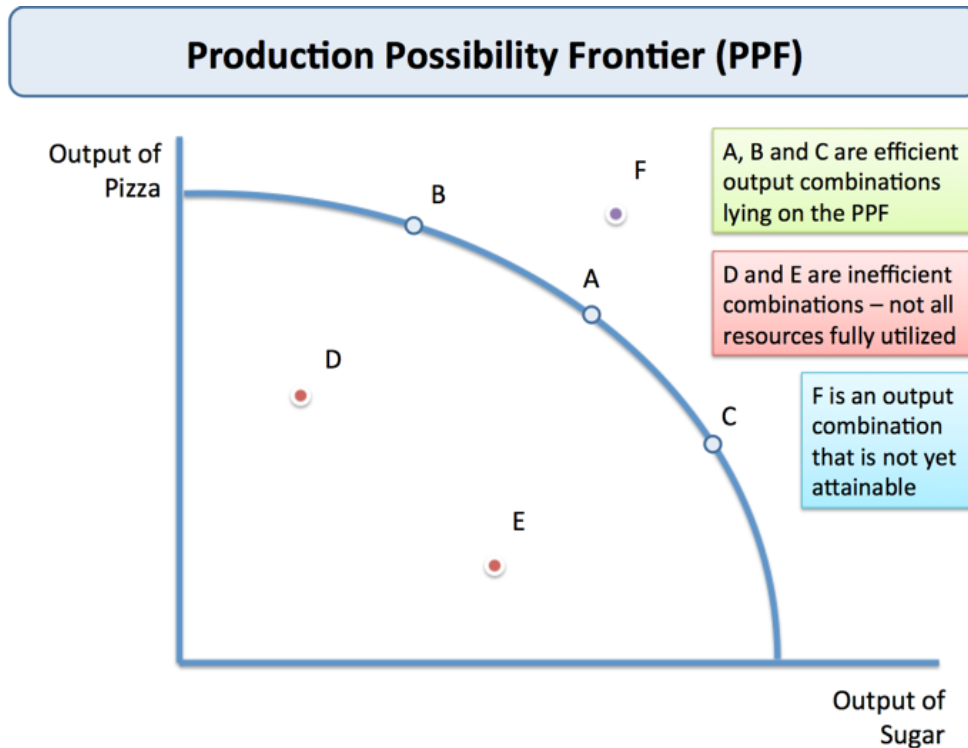 Production Possibility Frontier (PPF)
Output of
Pizza
B
F
A
D
C
E
A, B and C are efficient
output combinations
lying on the PPF
D and E are inefficient
combinations – not all
resources fully utilized
F is an output
combination
that is not yet
attainable
Output of
Sugar